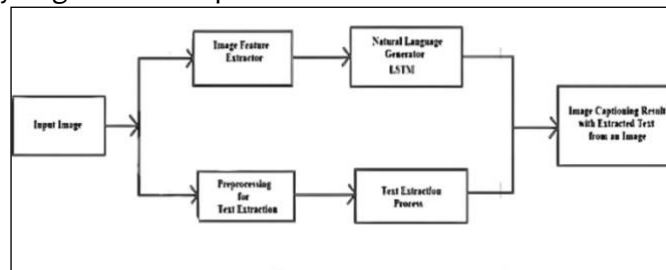 Image Feature
Extractor
Natural Language
Generator
LSTM
Input Image
Image Captioning Result
with Extracted Text
from an Image
Preprocessing
for
Text Extraction
Text Extraction
Process